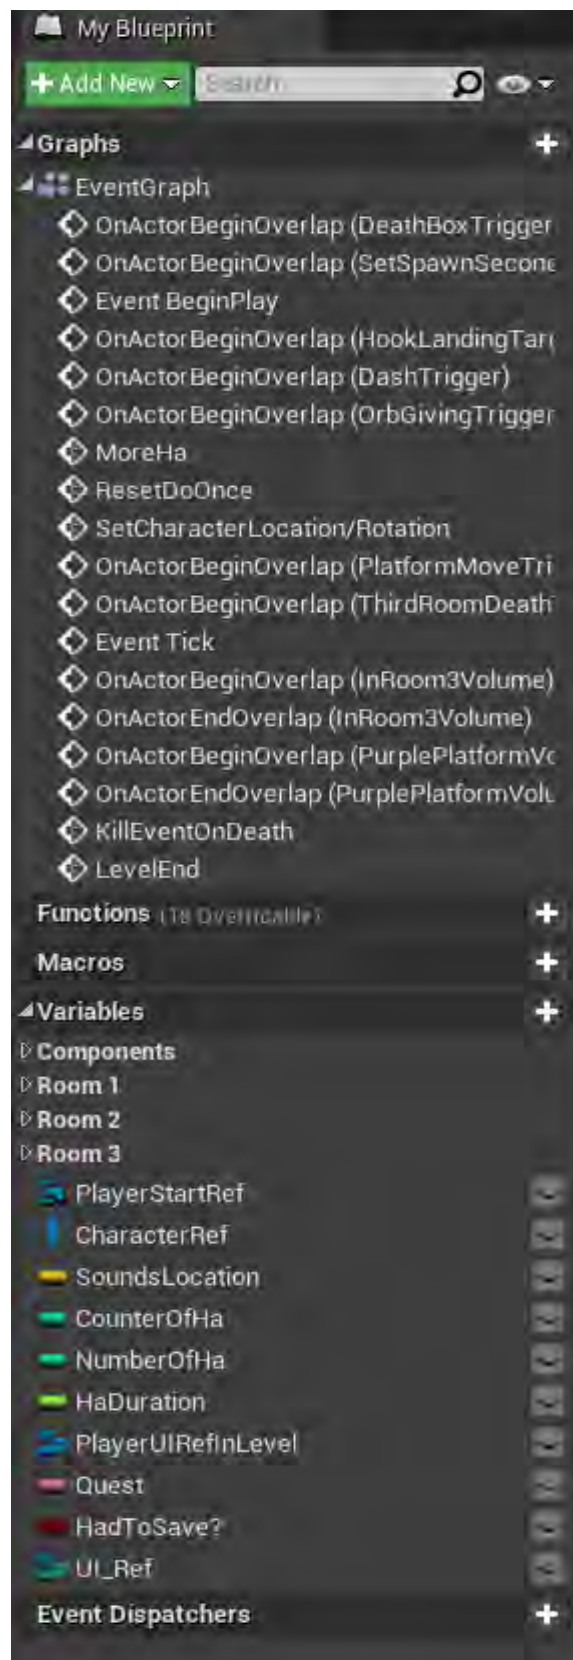 My Blueprint
Add New
Search
Graphs
EventGraph
OnActorBeginOverlap (DeathBoxTrigger
OnActorBeginOverlap (SetSpawnSecond
Event BeginPlay
OnActorBeginOverlap (HookLandingTar
OnActorBeginOverlap (DashTrigger)
OnActorBeginOverlap (OrbGivingTrigger
MoreHa
ResetDoOnce
SetCharacterLocation/Rotation
OnActorBeginOverlap (PlatformMoveTri
OnActorBeginOverlap (ThirdRoomDeath
Event Tick
OnActorBeginOverlap (InRoom3Volume)
OnActorEndOverlap (InRoom3Volume)
OnActorBeginOverlap (PurplePlatformVo
OnActorEndOverlap (PurplePlatformVolu
KillEventOnDeath
LevelEnd
Functions (18 Overridable)
Macros
Variables
Components
Room 1
Room 2
Room 3
PlayerStartRef
CharacterRef
SoundsLocation
CounterOfHa
NumberOfHa
HaDuration
PlayerUIRefInLevel
Quest
HadToSave?
UI_Ref
Event Dispatchers